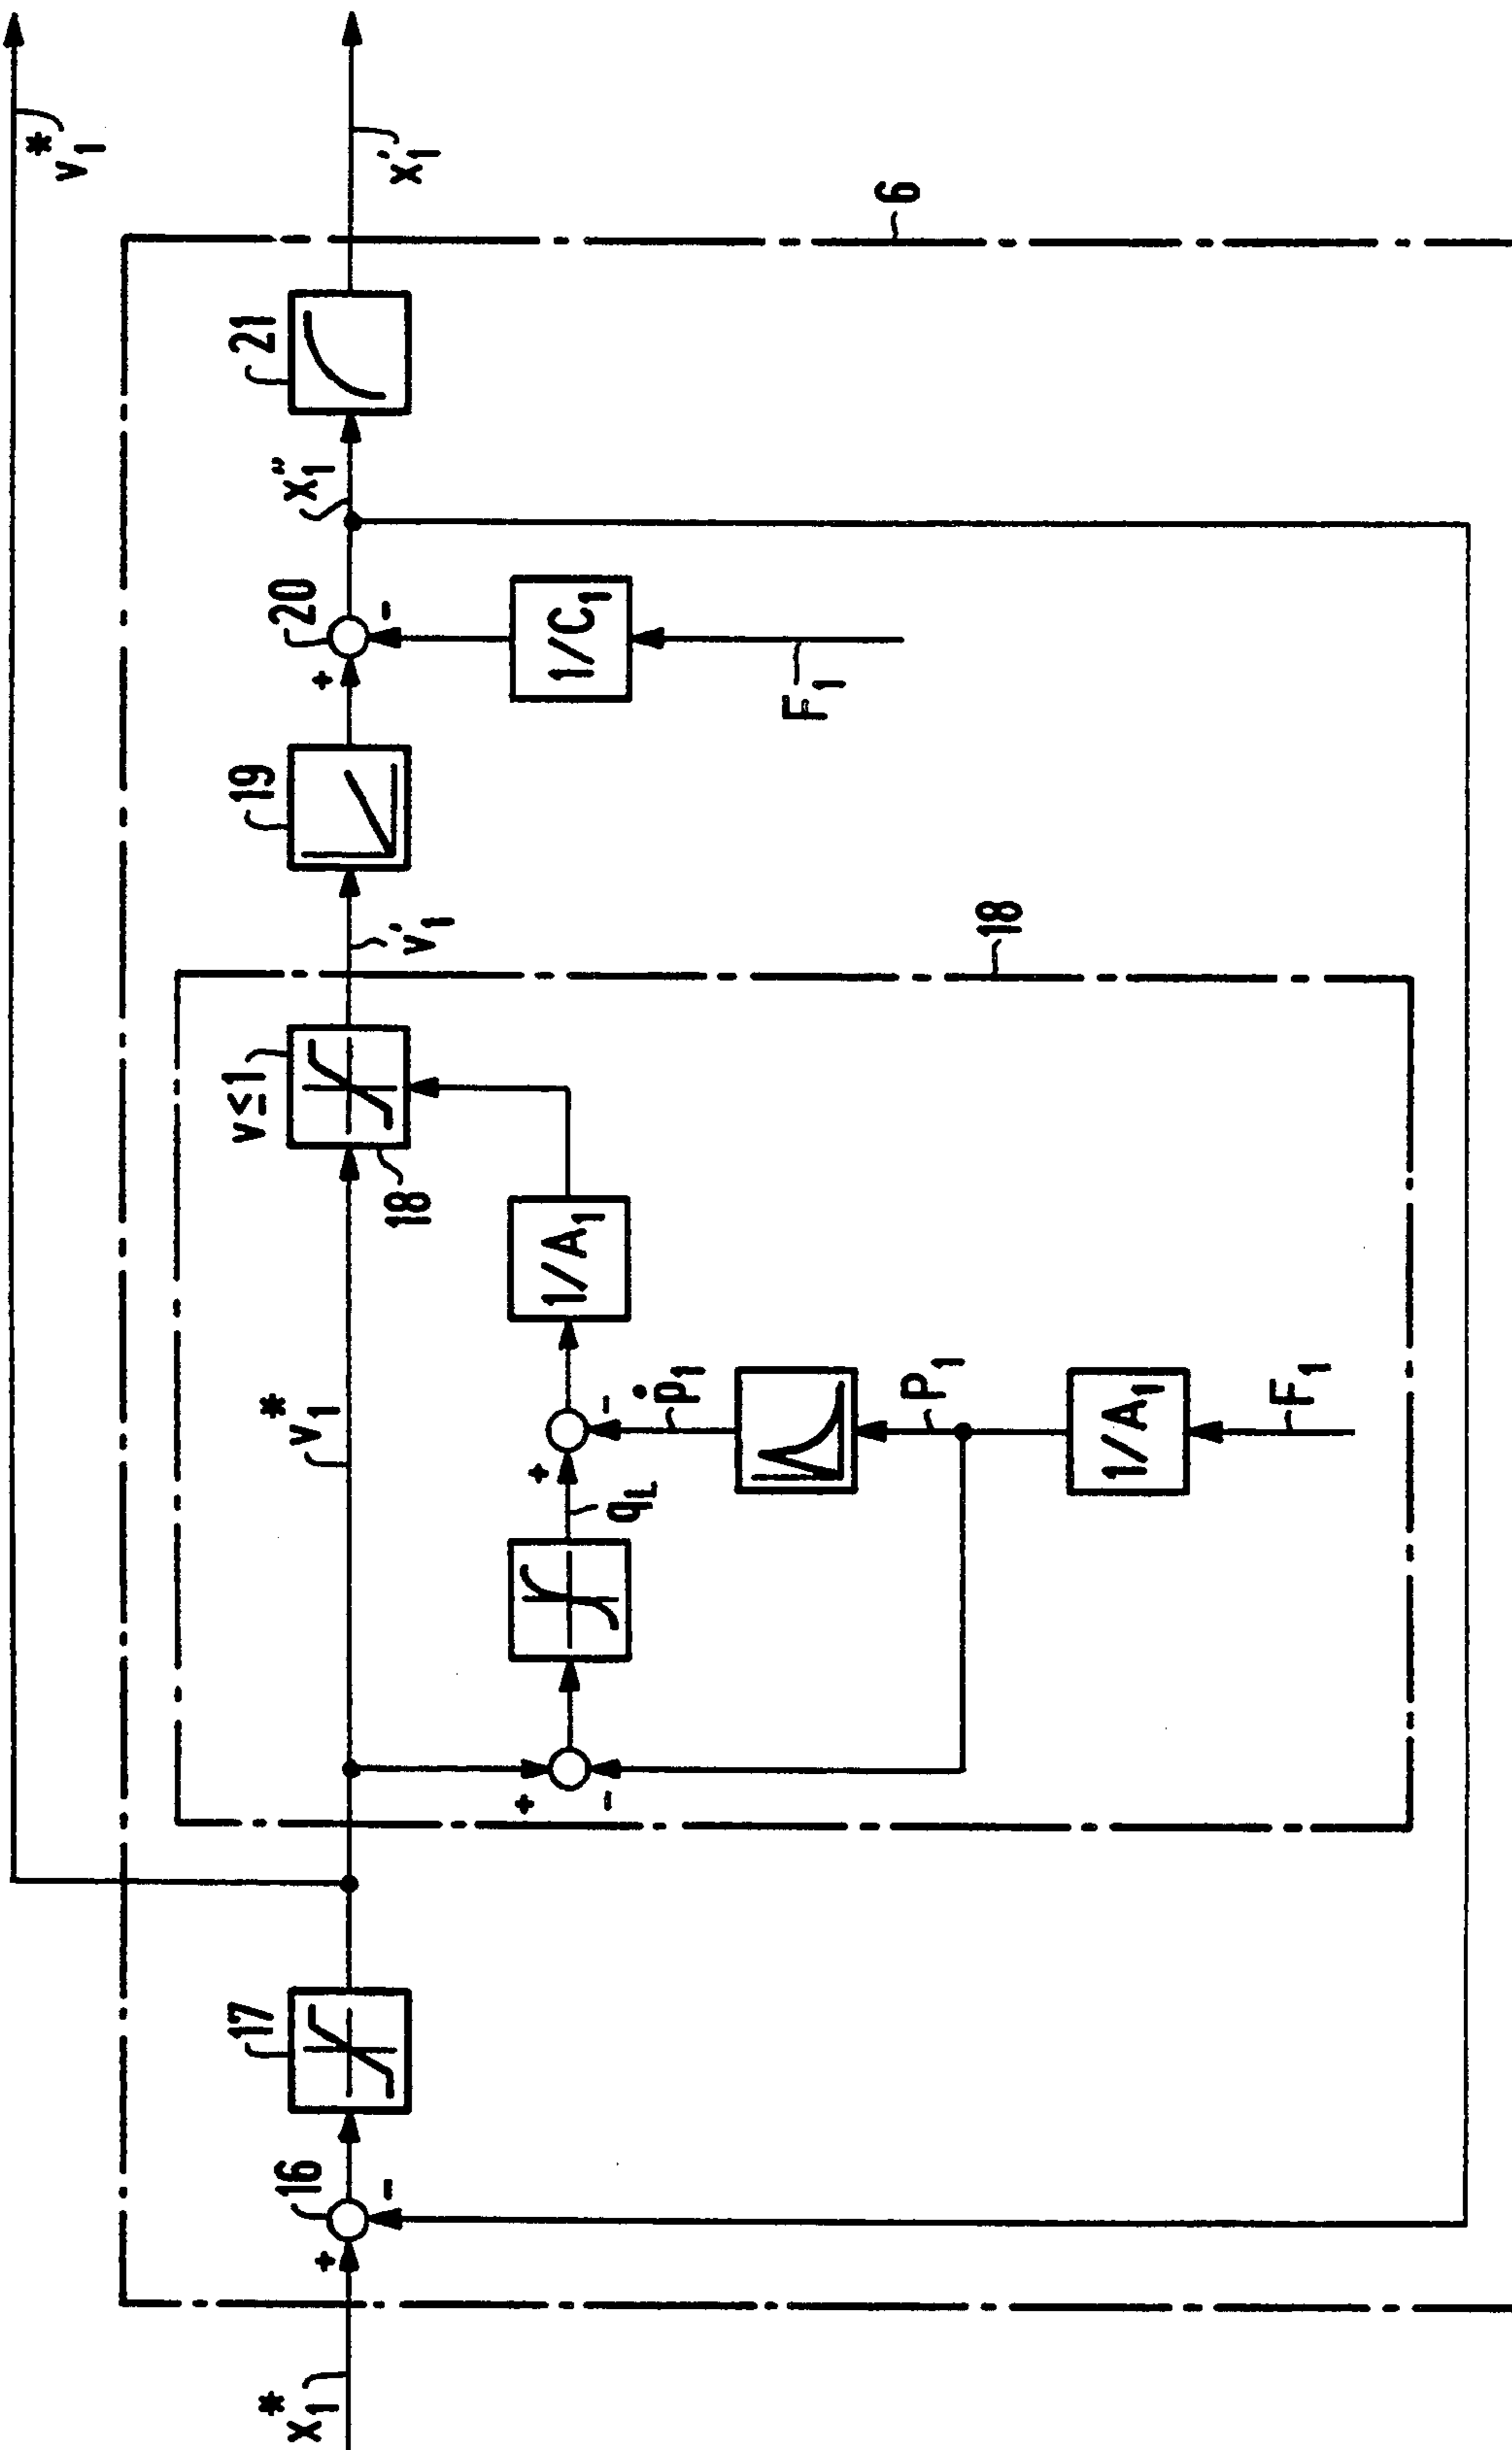 v₁*
x₁'
6
21
x₁"
20
+
-
1/C₁
F₁
19
v₁'
18
v≤1
18
1/A₁
v₁*
+
-
q_L
ṗ₁
P₁
1/A₁
F₁
+
-
17
16
+
-
x₁*